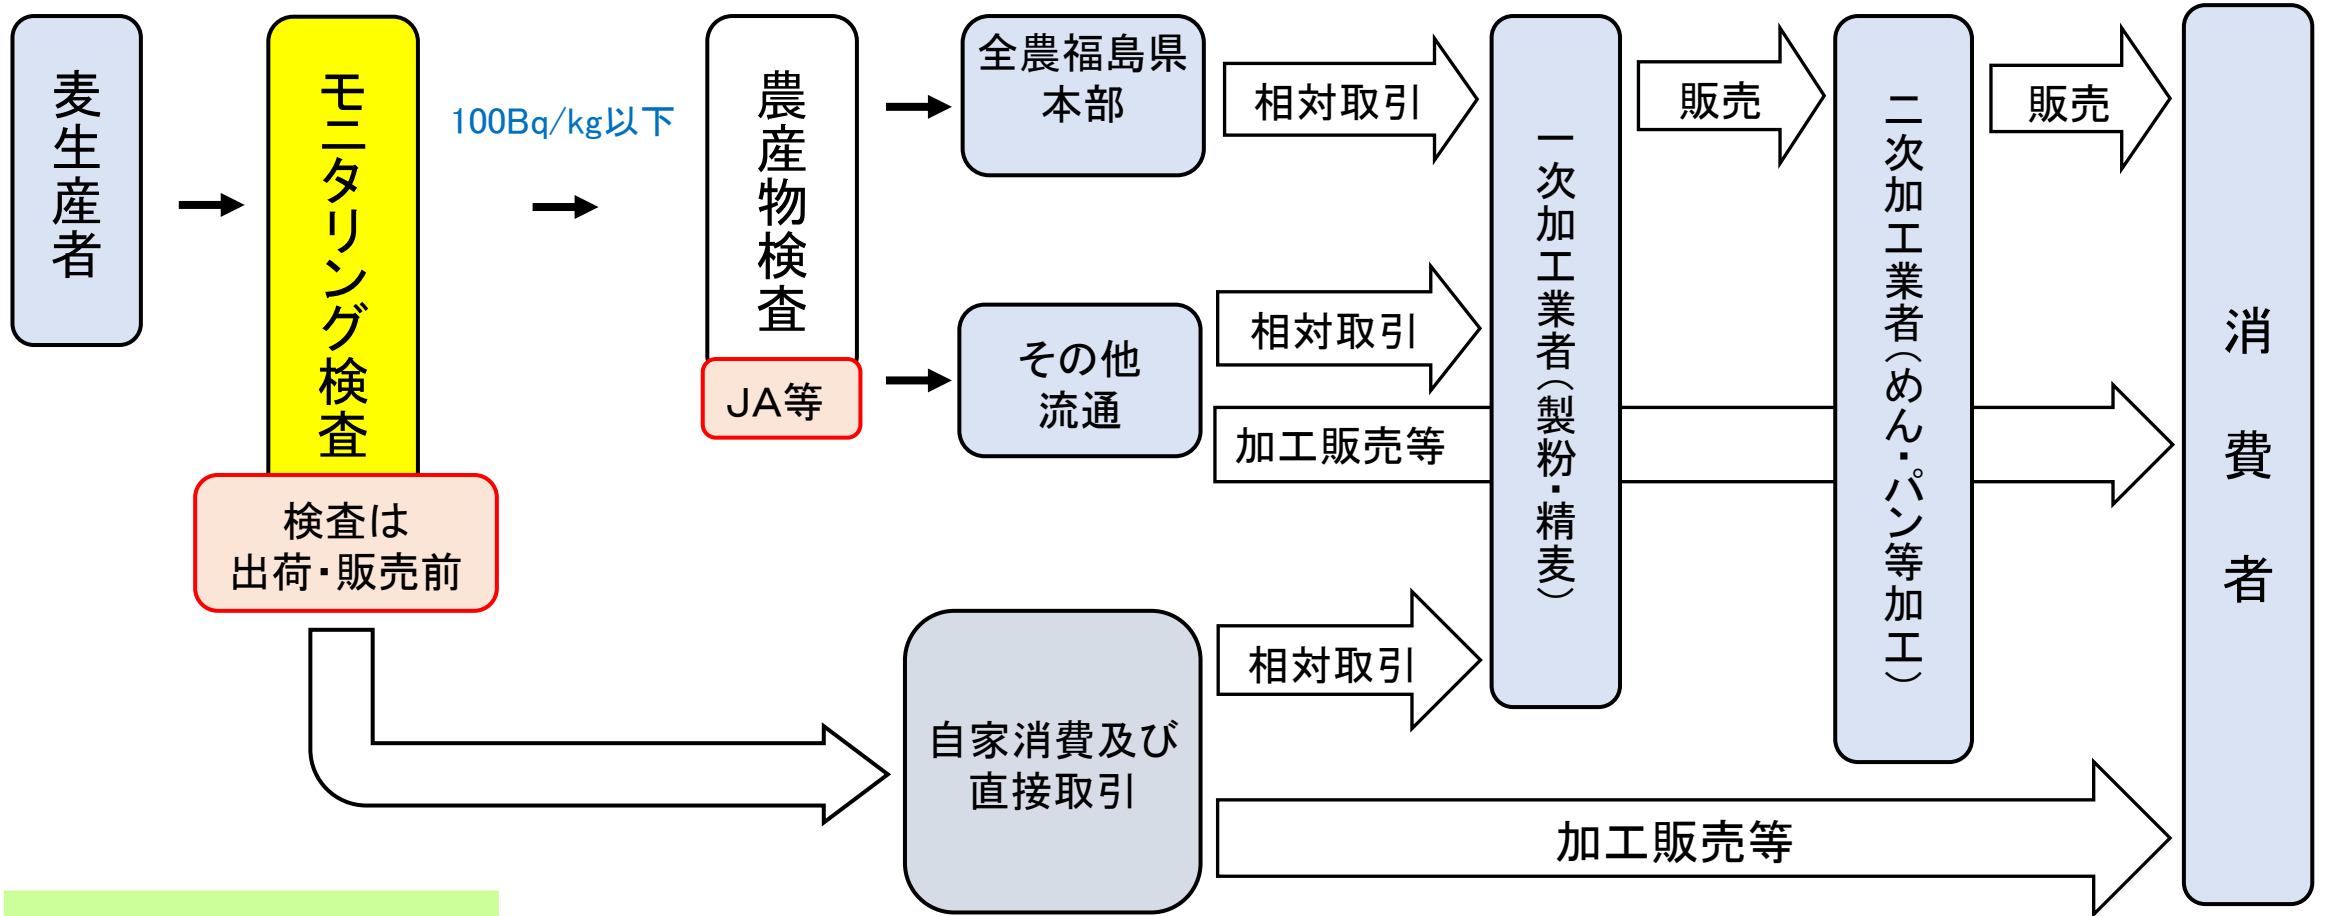 麦生産者
モニタリング検査
検査は
出荷・販売前
100Bq/kg以下
農産物検査
JA等
全農福島県
本部
その他
流通
自家消費及び
直接取引
相対取引
相対取引
加工販売等
相対取引
加工販売等
一次加工業者（製粉・精麦）
販売
二次加工業者（めん・パン等加工）
販売
消費者